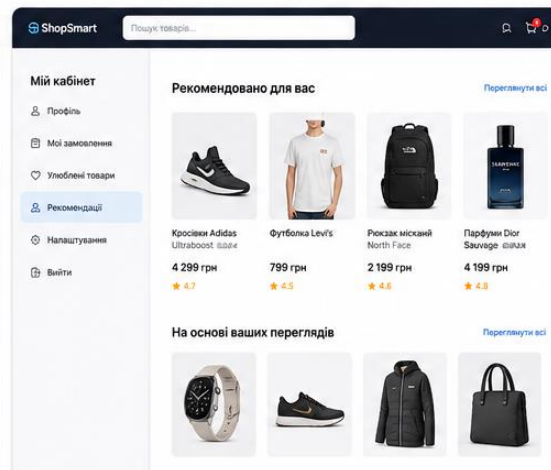 ShopSmart
Пошук товарів...
Мій кабінет
Профіль
Мої замовлення
Улюблені товари
Рекомендації
Налаштування
Вийти
Рекомендовано для вас
Переглянути всі
Кросівки Adidas
Ultraboost
4 299 грн
4.7
Футболка Levi's
799 грн
4.5
Рюкзак міський
North Face
2 199 грн
4.6
Парфуми Dior
Sauvage
4 199 грн
4.8
На основі ваших переглядів
Переглянути всі